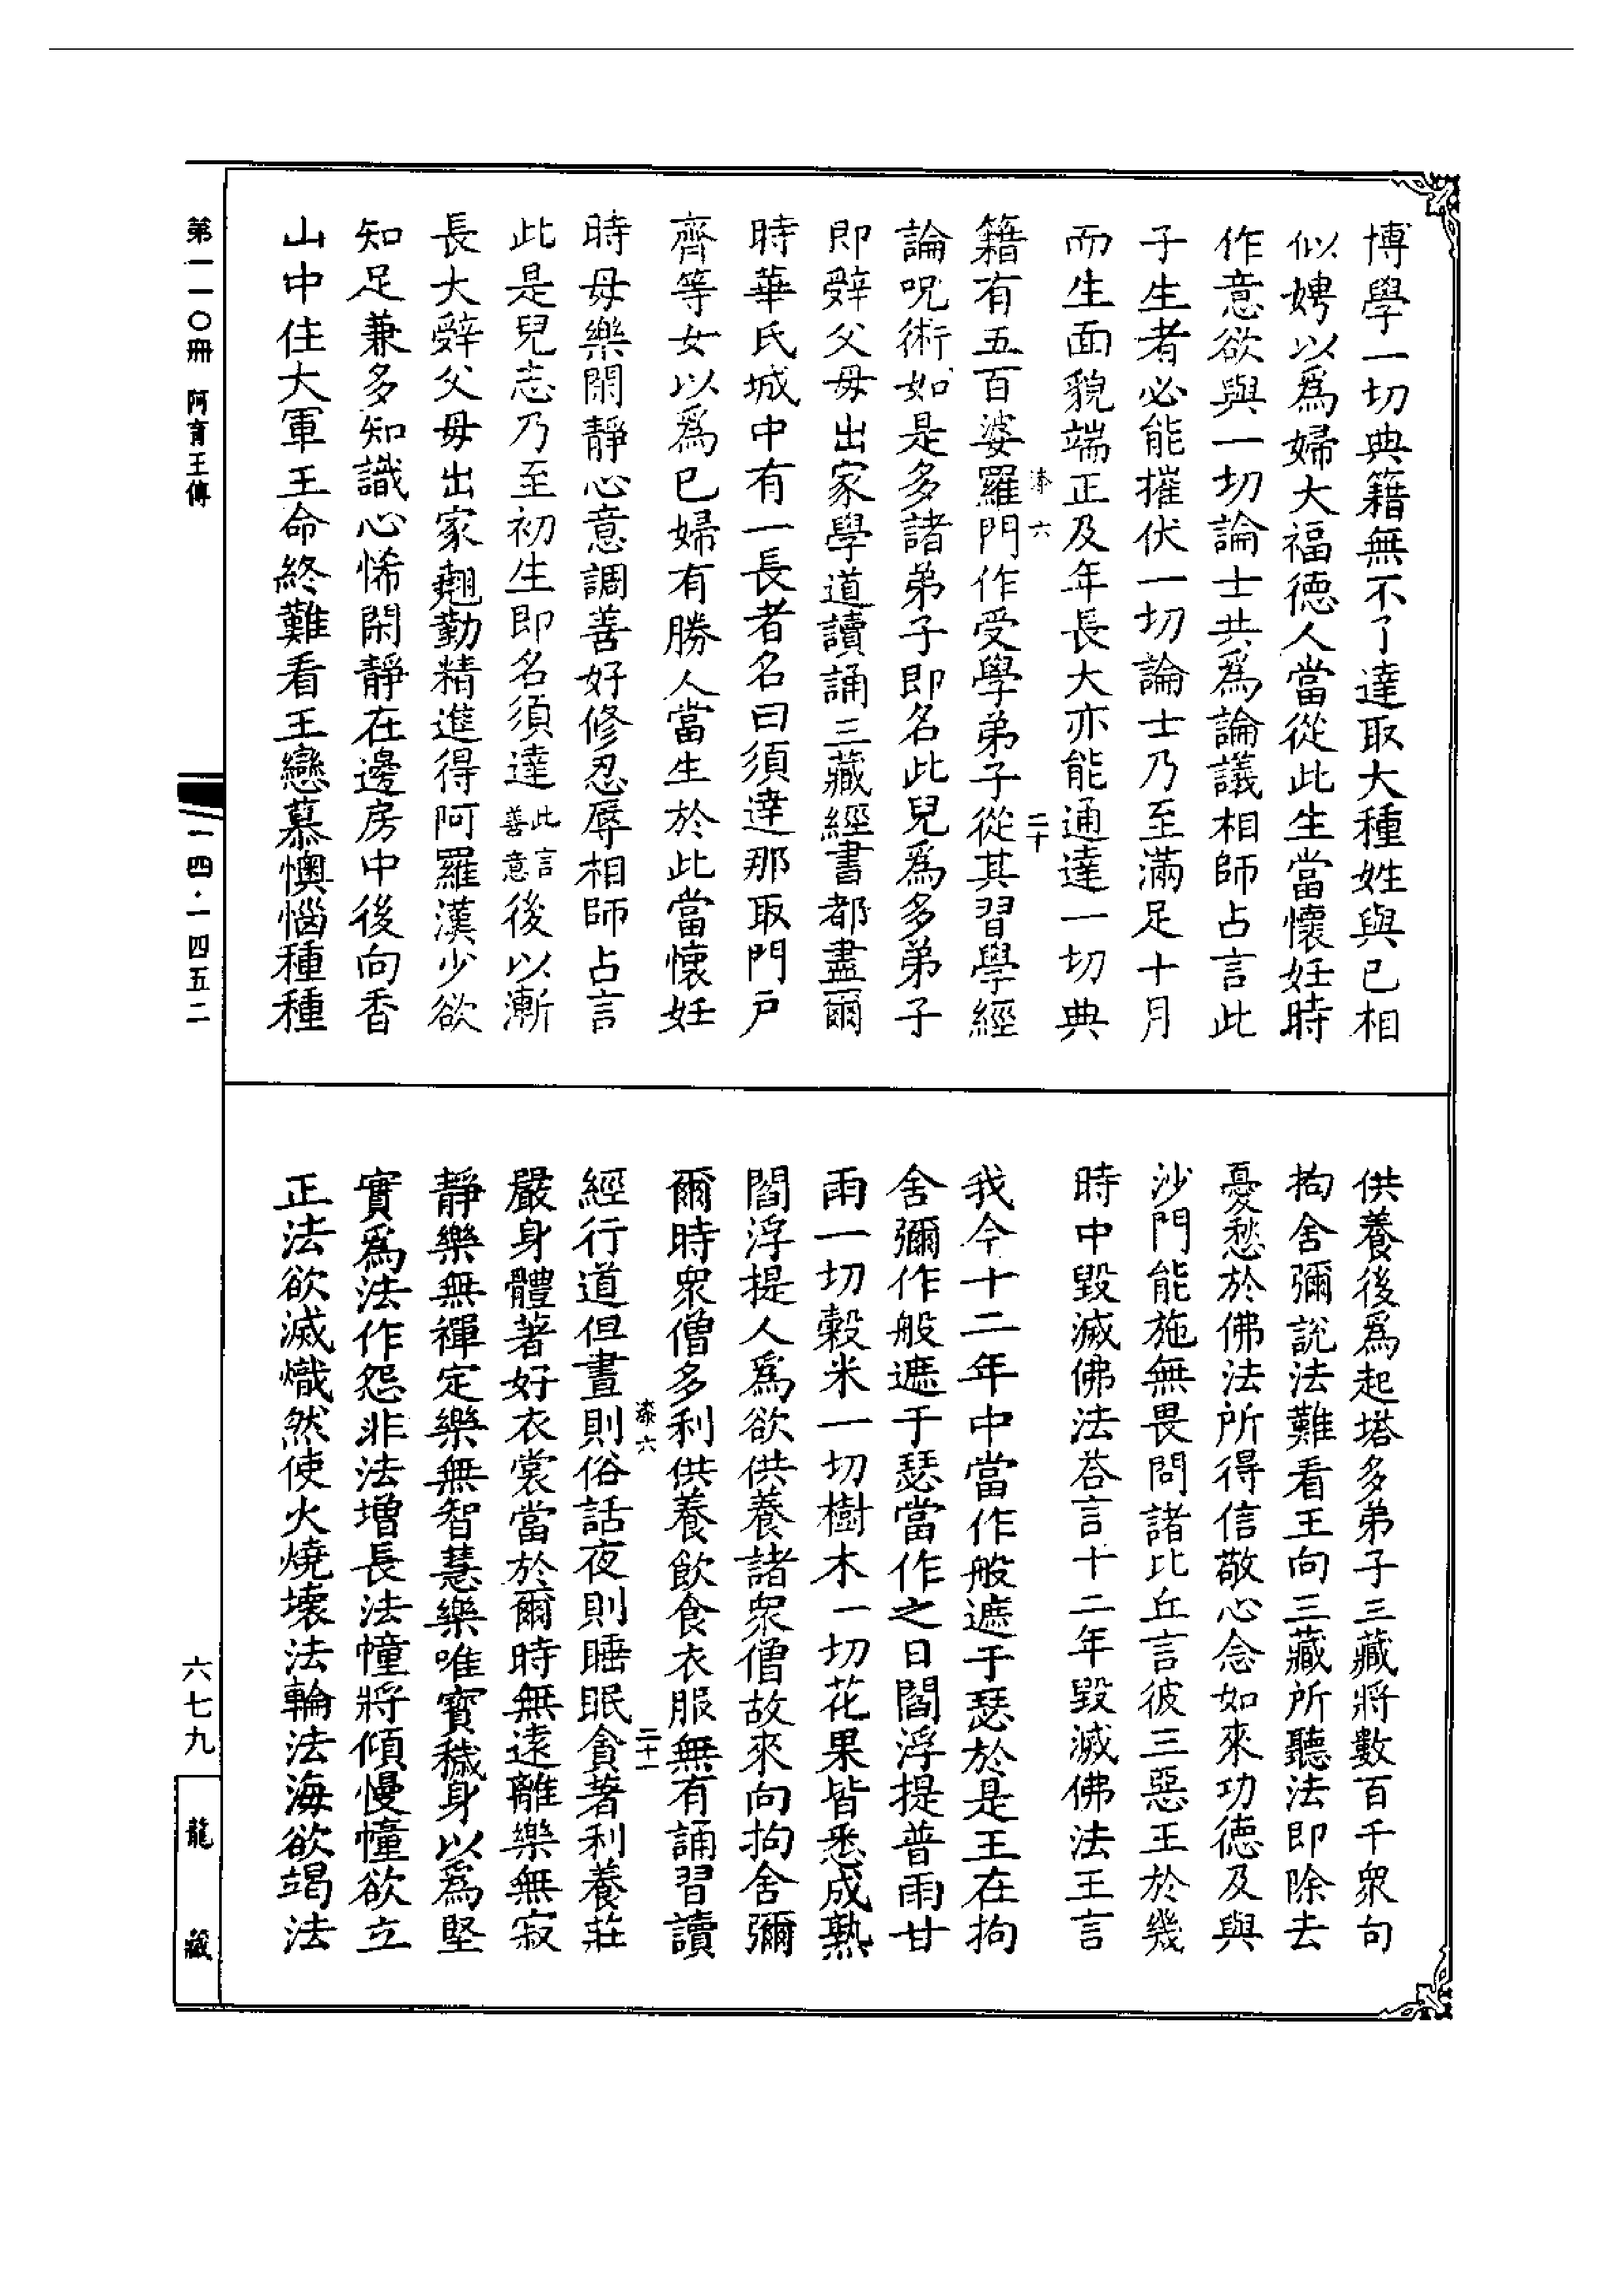 博學一切典籍無不了達取大種姓與已相
似娉以為婦大福德人當從此生當懷妊時
作意欲與一切論士共為論議相師占言此
子生者必能摧伏一切論士乃至滿足十月
而生面貌端正及年長大亦能通達一切典
漆六 二十
籍有五百婆羅門作受學弟子從其習學經
論呪術如是多諸弟子即名此兒為多弟子
即辭父母出家學道讀誦三藏經書都盡爾
時華氏城中有一長者名曰須達那取門戶
齊等女以為已婦有勝人當生於此當懷妊
時母樂閑靜心意調善好修忍辱相師占言
此是兒志乃至初生即名須達此言善意後以漸
長大辭父母出家翹勤精進得阿羅漢少欲
知足兼多知識心悕閑靜在邊房中後向香
山中住大軍王命終難看王戀慕懊惱種種
供養後為起塔多弟子三藏將數百千眾句
拘舍彌說法難看王向三藏所聽法即除去
憂愁於佛法所得信敬心念如來功德及與
沙門能施無畏問諸比丘言彼三惡王於幾
時中毀滅佛法荅言十二年毀滅佛法王言
我今十二年中當作般遮于瑟於是王在拘
舍彌作般遮于瑟當作之日閻浮提普雨甘
雨一切穀米一切樹木一切花果皆悉成熟
閻浮提人為欲供養諸眾僧故來向拘舍彌
爾時眾僧多利供養飲食衣服無有誦習讀
漆六 二十一
經行道但晝則俗話夜則睡眠貪著利養莊
嚴身體著好衣裳當於爾時無遠離樂無寂
靜樂無禪定樂無智慧樂唯寶穢身以為堅
實為法作怨非法增長法幢將傾慢幢欲立
正法欲滅熾然使火燒壞法輪法海欲竭法
第一一〇冊 阿育王傳
一四·一四五二
六七九
龍藏